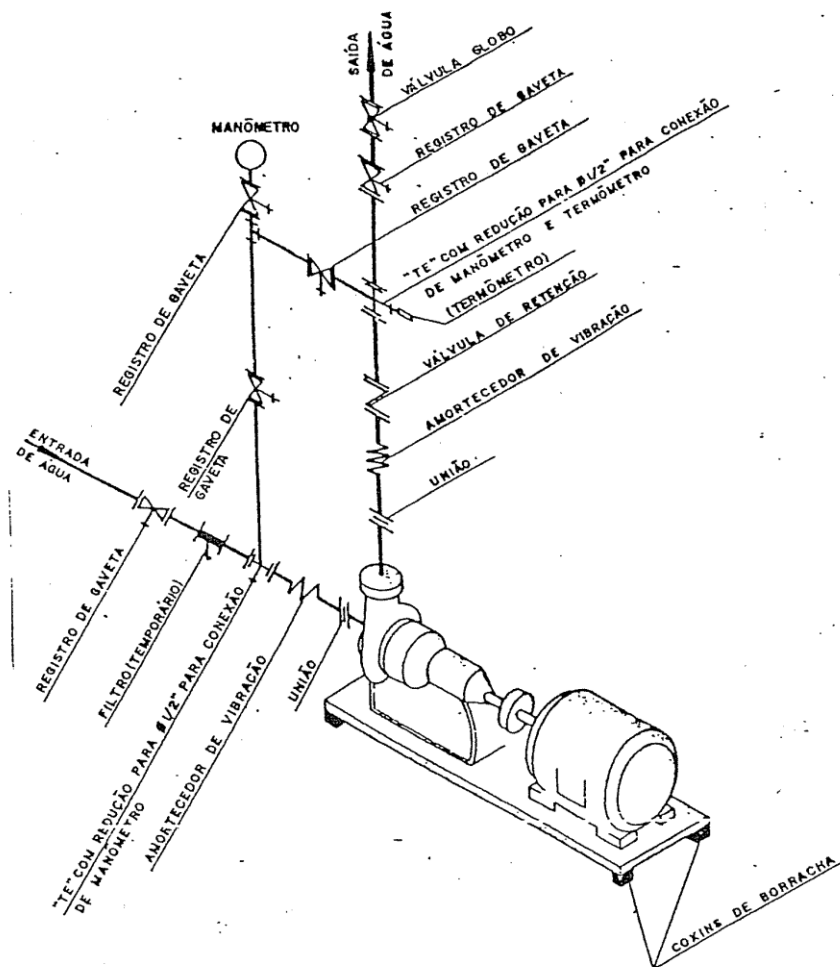 SAÍDA
DE ÁGUA
VÁLVULA GLOBO
REGISTRO DE GAVETA
REGISTRO DE GAVETA
"TE" COM REDUÇÃO PARA Ø 1/2" PARA CONEXÃO
DE MANÔMETRO E TERMÔMETRO
(TERMÔMETRO)
VÁLVULA DE RETENÇÃO
AMORTECEDOR DE VIBRAÇÃO
UNIÃO
MANÔMETRO
REGISTRO DE GAVETA
REGISTRO DE
GAVETA
ENTRADA
DE ÁGUA
REGISTRO DE GAVETA
FILTRO (TEMPORÁRIO)
"TE" COM REDUÇÃO PARA Ø 1/2" PARA CONEXÃO
DE MANÔMETRO
AMORTECEDOR DE VIBRAÇÃO
UNIÃO
COXINS DE BORRACHA